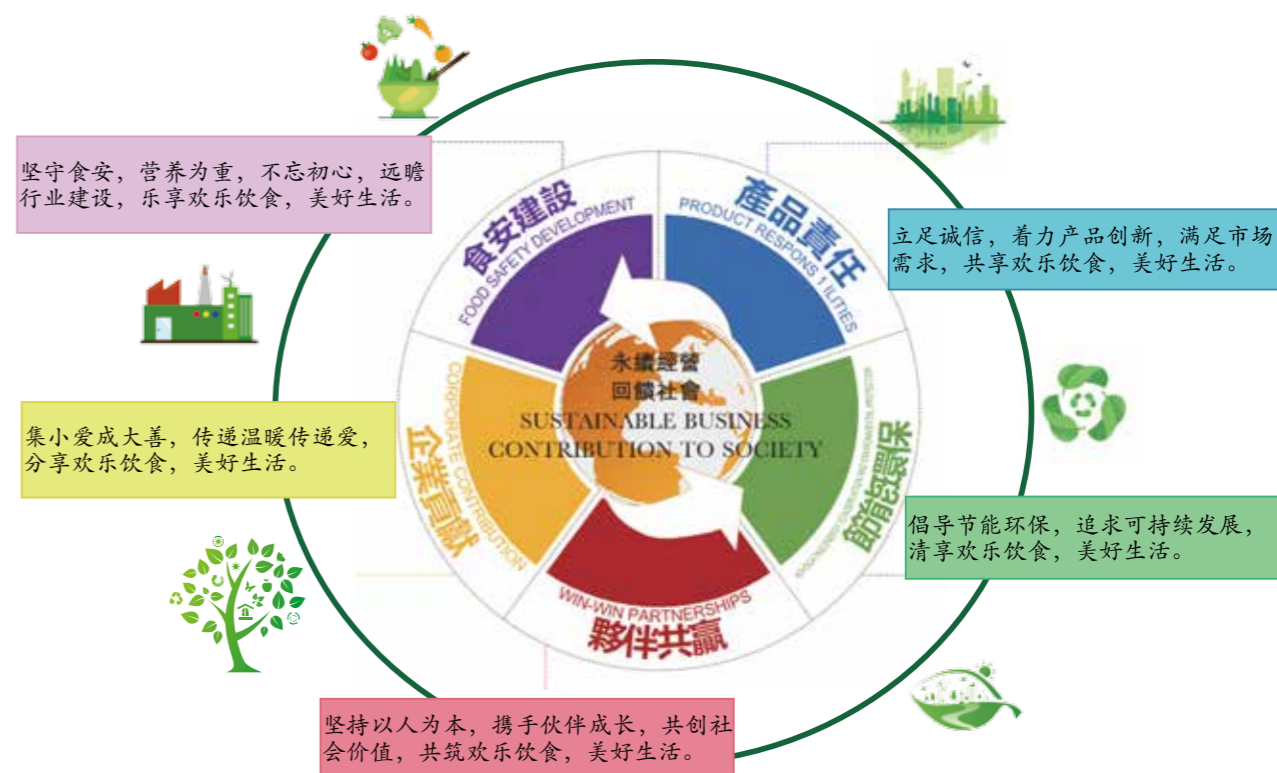 坚守食安，营养为重，不忘初心，远瞻
行业建设，乐享欢乐饮食，美好生活。
立足诚信，着力产品创新，满足市场
需求，共享欢乐饮食，美好生活。
集小爱成大善，传递温暖传递爱，
分享欢乐饮食，美好生活。
倡导节能环保，追求可持续发展，
清享欢乐饮食，美好生活。
坚持以人为本，携手伙伴成长，共创社
会价值，共筑欢乐饮食，美好生活。
食安建設
FOOD SAFETY DEVELOPMENT
產品責任
PRODUCT RESPONS 1 ILITIES
企業貢獻
CORPORATE CONTRIBUTION
節能環保
夥伴共贏
WIN-WIN PARTNERSHIPS
永續經營
回饋社會
SUSTAINABLE BUSINESS
CONTRIBUTION TO SOCIETY